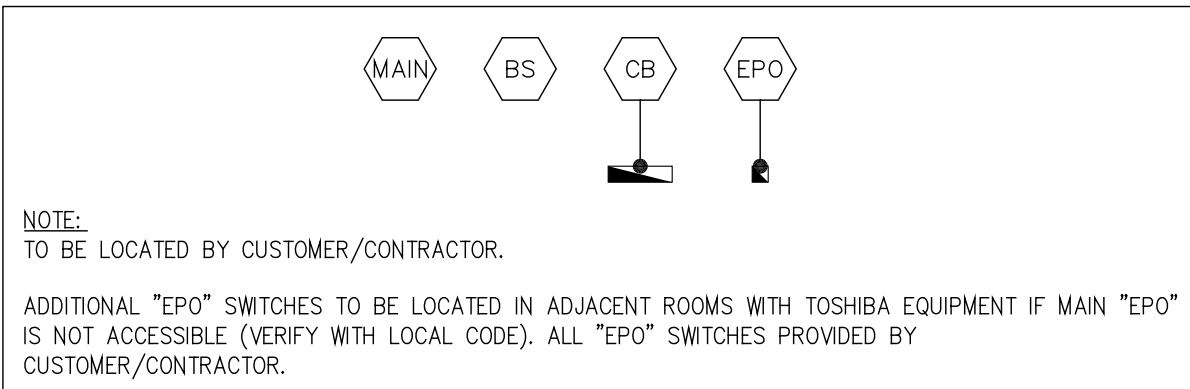 MAIN BS CB EPO
NOTE:
TO BE LOCATED BY CUSTOMER/CONTRACTOR.
ADDITIONAL "EPO" SWITCHES TO BE LOCATED IN ADJACENT ROOMS WITH TOSHIBA EQUIPMENT IF MAIN "EPO"
IS NOT ACCESSIBLE (VERIFY WITH LOCAL CODE). ALL "EPO" SWITCHES PROVIDED BY
CUSTOMER/CONTRACTOR.